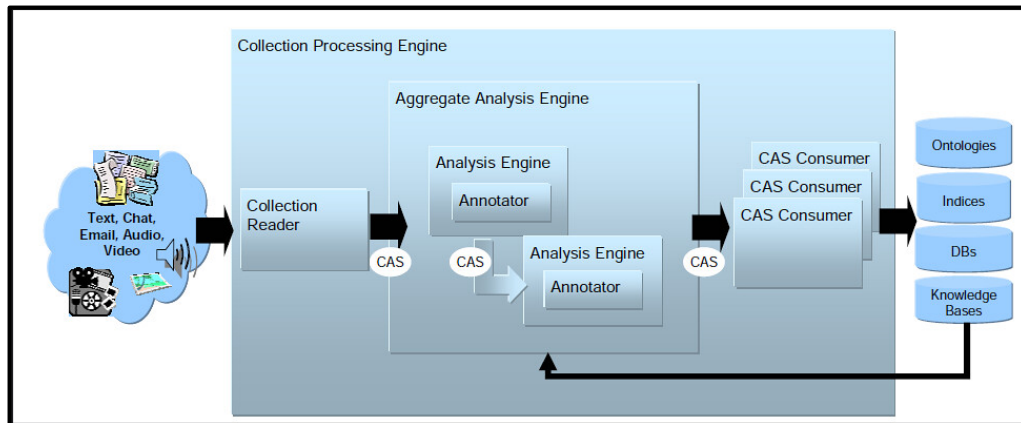 Collection Processing Engine
Aggregate Analysis Engine
Text, Chat,
Email, Audio,
Video
Collection
Reader
CAS
Analysis Engine
Annotator
CAS
Analysis Engine
Annotator
CAS
CAS Consumer
CAS Consumer
CAS Consumer
Ontologies
Indices
DBs
Knowledge
Bases